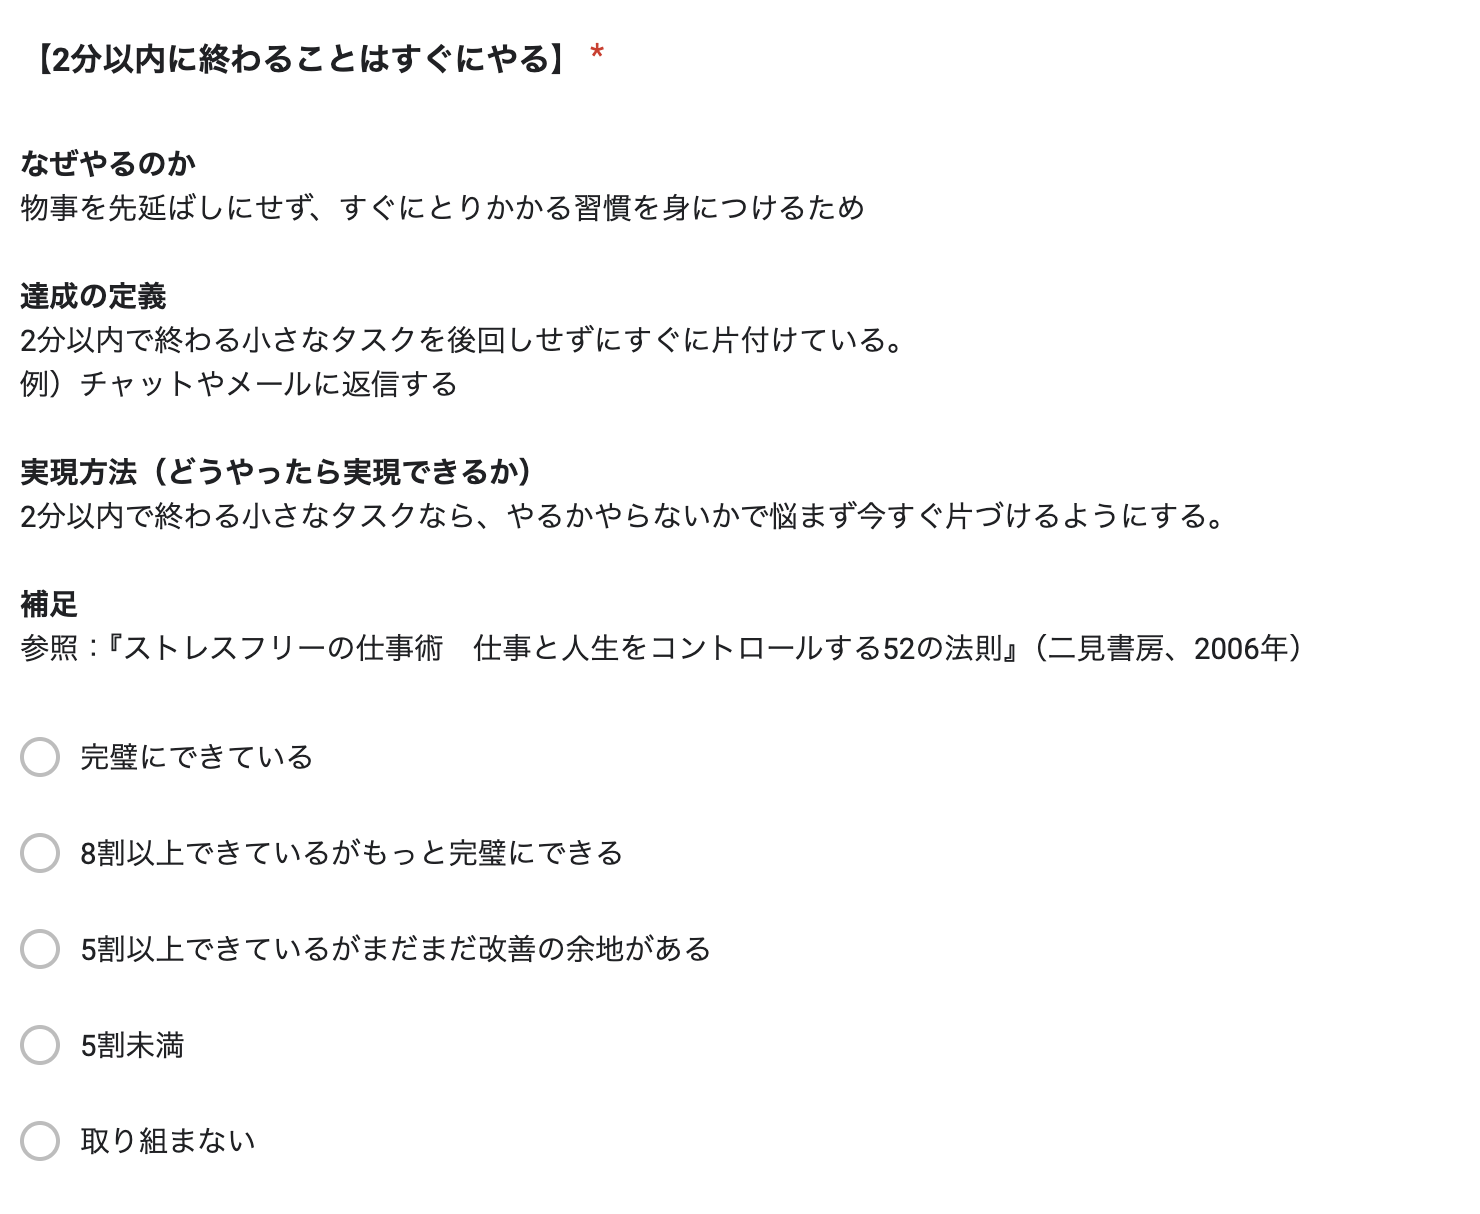 【2分以内に終わることはすぐにやる】 *
なぜやるのか
物事を先延ばしにせず、すぐにとりかかる習慣を身につけるため
達成の定義
2分以内で終わる小さなタスクを後回しせずにすぐに片付けている。
例）チャットやメールに返信する
実現方法（どうやったら実現できるか）
2分以内で終わる小さなタスクなら、やるかやらないかで悩まず今すぐ片づけるようにする。
補足
参照：『ストレスフリーの仕事術　仕事と人生をコントロールする52の法則』（二見書房、2006年）
完璧にできている
8割以上できているがもっと完璧にできる
5割以上できているがまだまだ改善の余地がある
5割未満
取り組まない